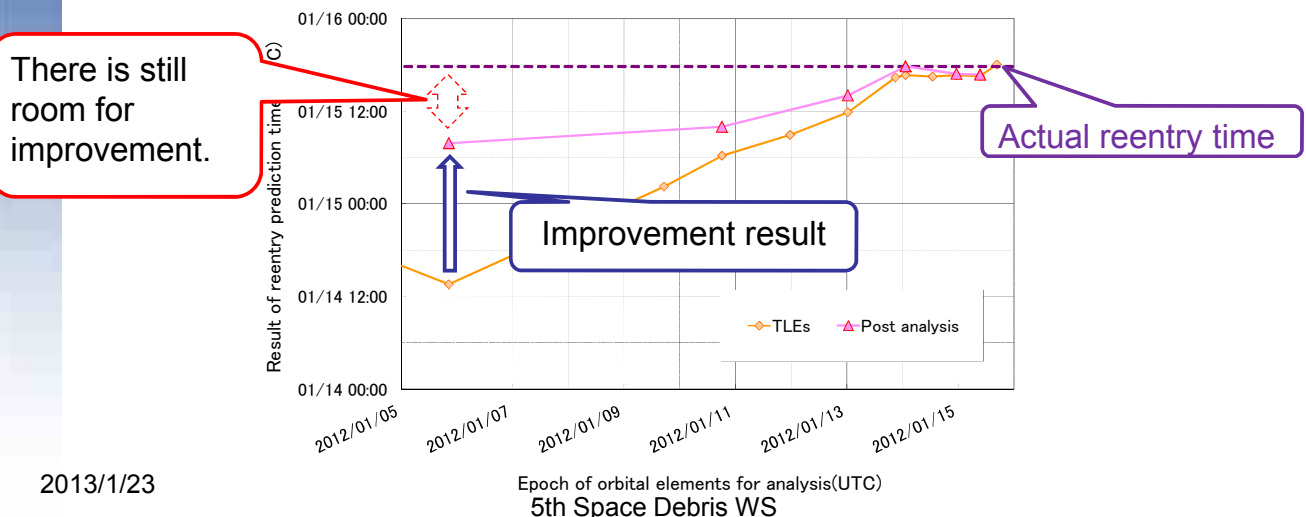 There is still
room for
improvement.
Result of reentry prediction time
C)
01/16 00:00
01/15 12:00
01/15 00:00
01/14 12:00
01/14 00:00
Actual reentry time
Improvement result
TLEs
Post analysis
2012/01/05
2012/01/07
2012/01/09
2012/01/11
2012/01/13
2012/01/15
Epoch of orbital elements for analysis(UTC)
2013/1/23
5th Space Debris WS